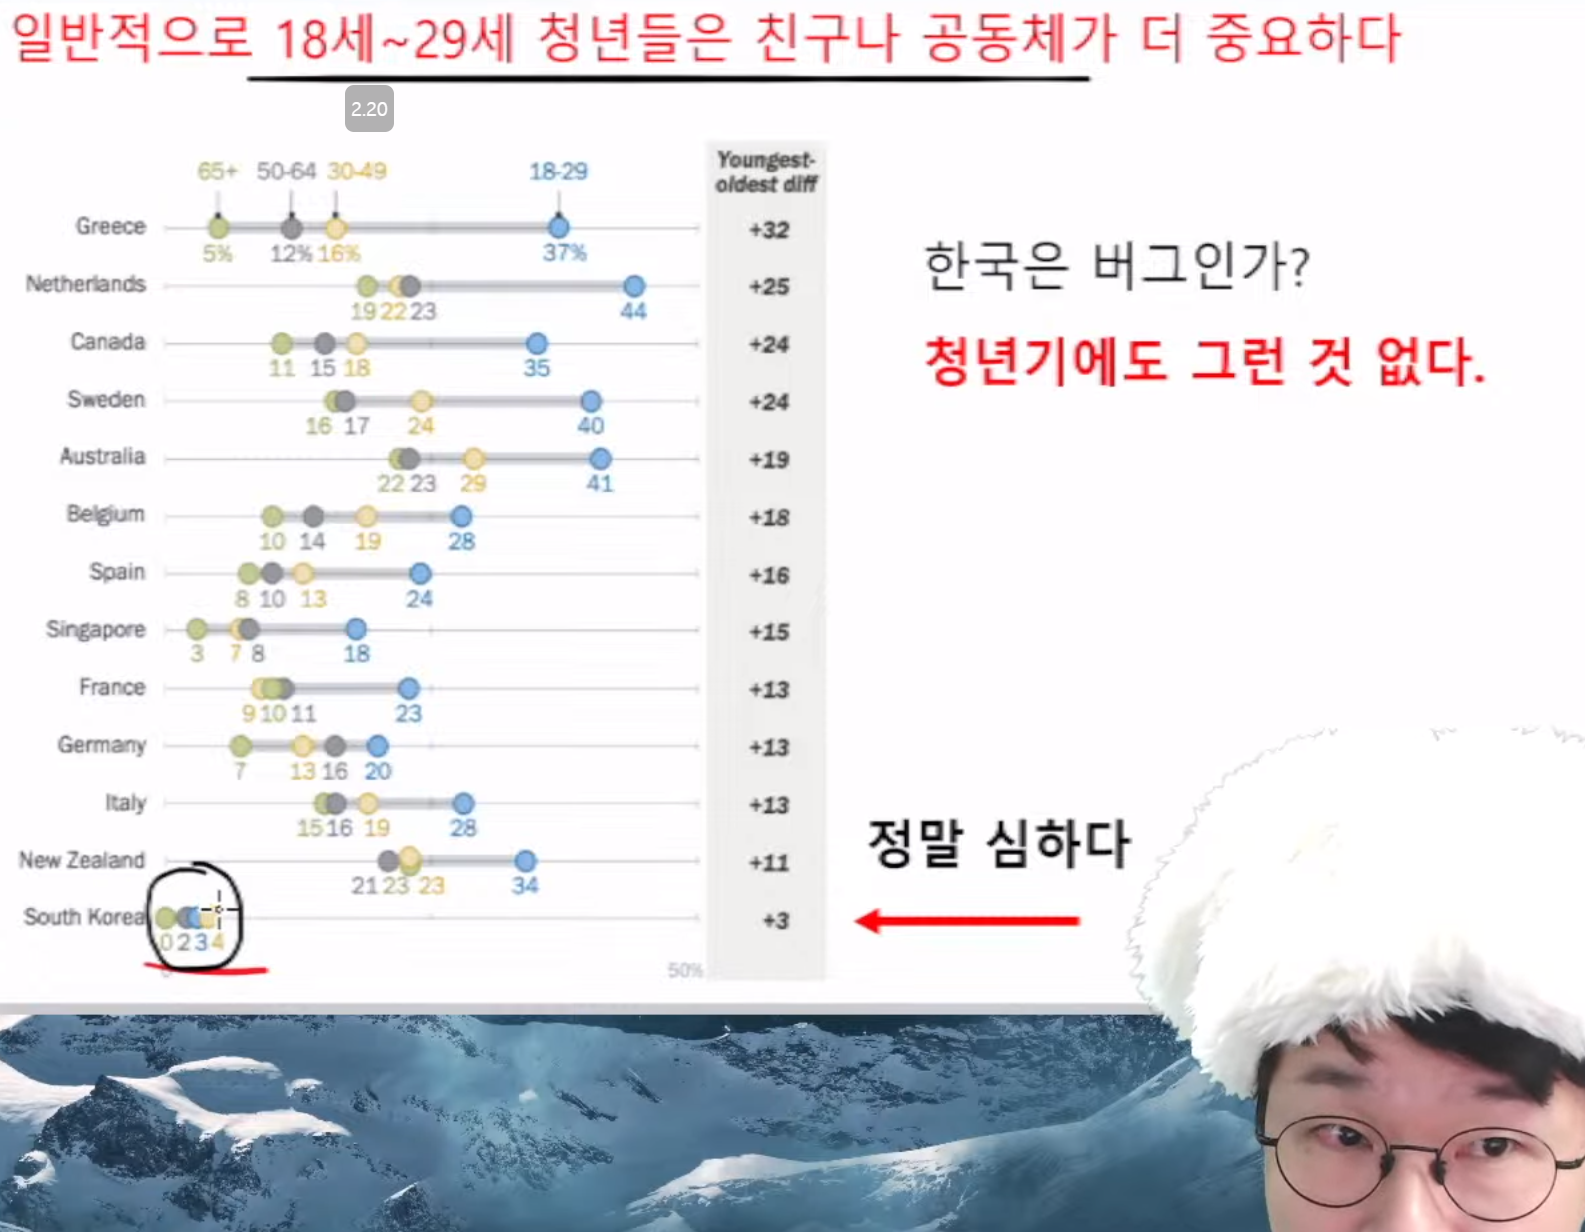 일반적으로 18세~29세 청년들은 친구나 공동체가 더 중요하다
2.20
65+ 50-64 30-49 18-29
Youngest-
oldest diff
Greece
5% 12% 16% 37%
+32
Netherlands
19 22 23 44
+25
Canada
11 15 18 35
+24
Sweden
16 17 24 40
+24
Australia
22 23 29 41
+19
Belgium
10 14 19 28
+18
Spain
8 10 13 24
+16
Singapore
3 7 8 18
+15
France
9 10 11 23
+13
Germany
7 13 16 20
+13
Italy
15 16 19 28
+13
New Zealand
21 23 23 34
+11
South Korea
0 2 3 4
+3
0 50%
한국은 버그인가?
청년기에도 그런 것 없다.
정말 심하다